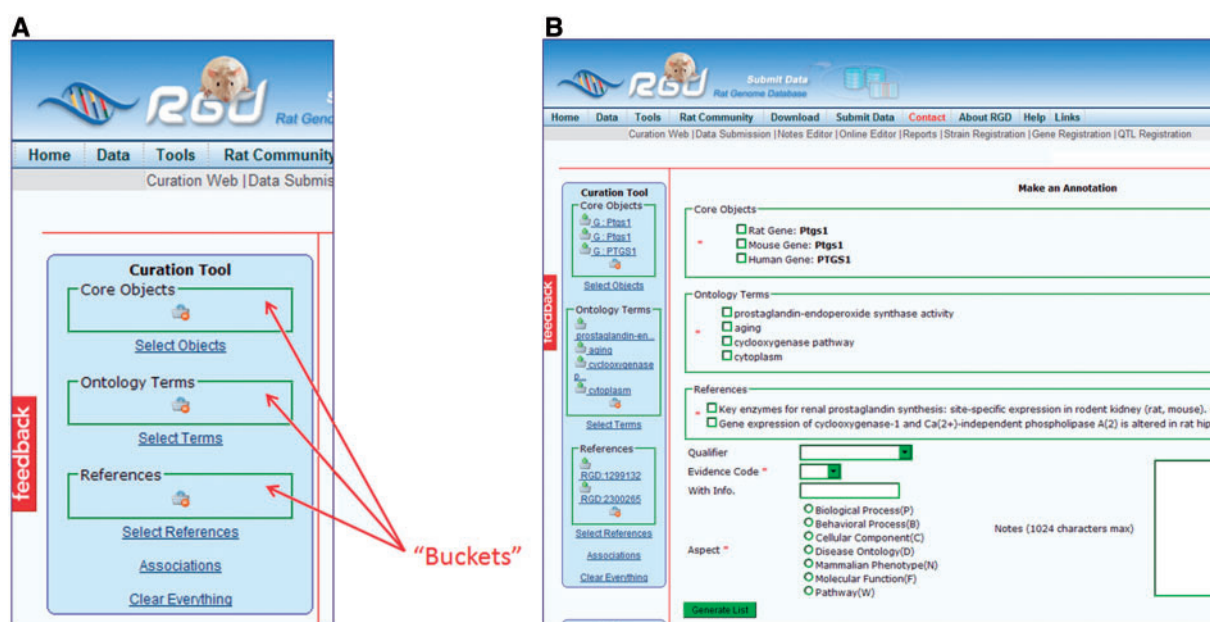 A
RGD
Rat Geno
Home Data Tools Rat Community
Curation Web | Data Submis
feedback
Curation Tool
Core Objects
Select Objects
Ontology Terms
Select Terms
References
Select References
Associations
Clear Everything
“Buckets”
B
RGD
Submit Data
Rat Genome Database
Home Data Tools Rat Community Download Submit Data Contact About RGD Help Links
Curation Web | Data Submission | Notes Editor | Online Editor | Reports | Strain Registration | Gene Registration | QTL Registration
feedback
Curation Tool
Core Objects
G : Ptgs1
G : Ptgs1
G : PTGS1
Select Objects
Ontology Terms
prostaglandin-en...
aging
cyclooxygenase
p...
cytoplasm
Select Terms
References
RGD:1299132
RGD:2300265
Select References
Associations
Clear Everything
Make an Annotation
Core Objects
* Rat Gene: Ptgs1
Mouse Gene: Ptgs1
Human Gene: PTGS1
Ontology Terms
* prostaglandin-endoperoxide synthase activity
aging
cyclooxygenase pathway
cytoplasm
References
* Key enzymes for renal prostaglandin synthesis: site-specific expression in rodent kidney (rat, mouse).
Gene expression of cyclooxygenase-1 and Ca(2+)-independent phospholipase A(2) is altered in rat hip
Qualifier
Evidence Code *
With Info.
Aspect *
Biological Process(P)
Behavioral Process(B)
Cellular Component(C)
Disease Ontology(D)
Mammalian Phenotype(N)
Molecular Function(F)
Pathway(W)
Notes (1024 characters max)
Generate List